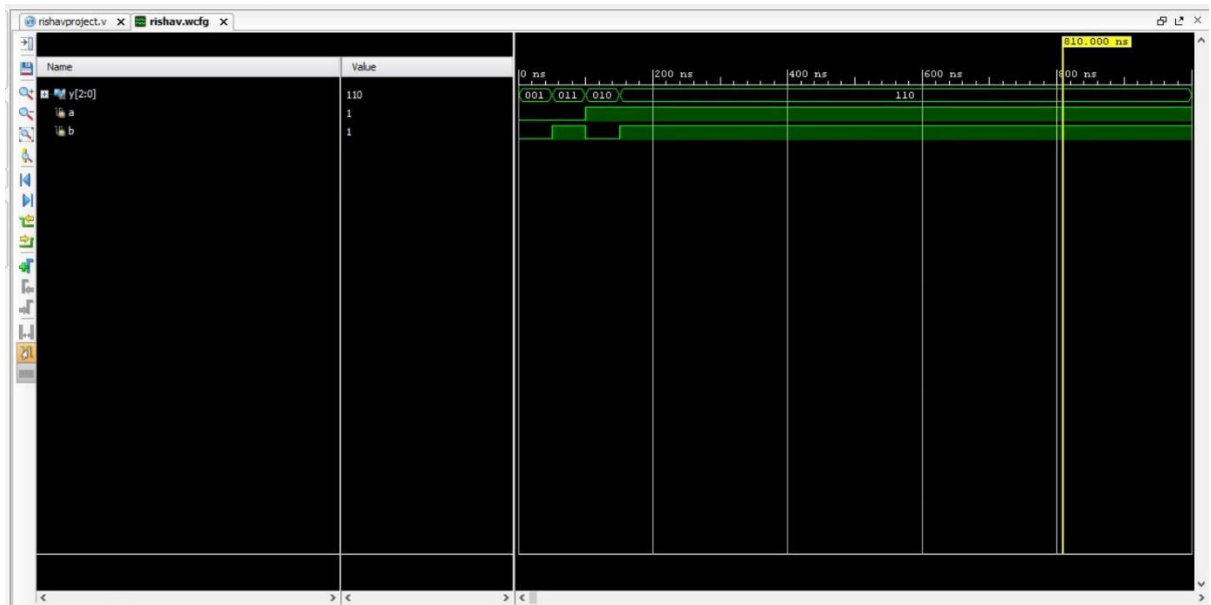 rishavproject.v x rishav.wcfg x
810.000 ns
Name Value
0 ns 200 ns 400 ns 600 ns 800 ns
y[2:0] 110 001 011 010 110
a 1
b 1